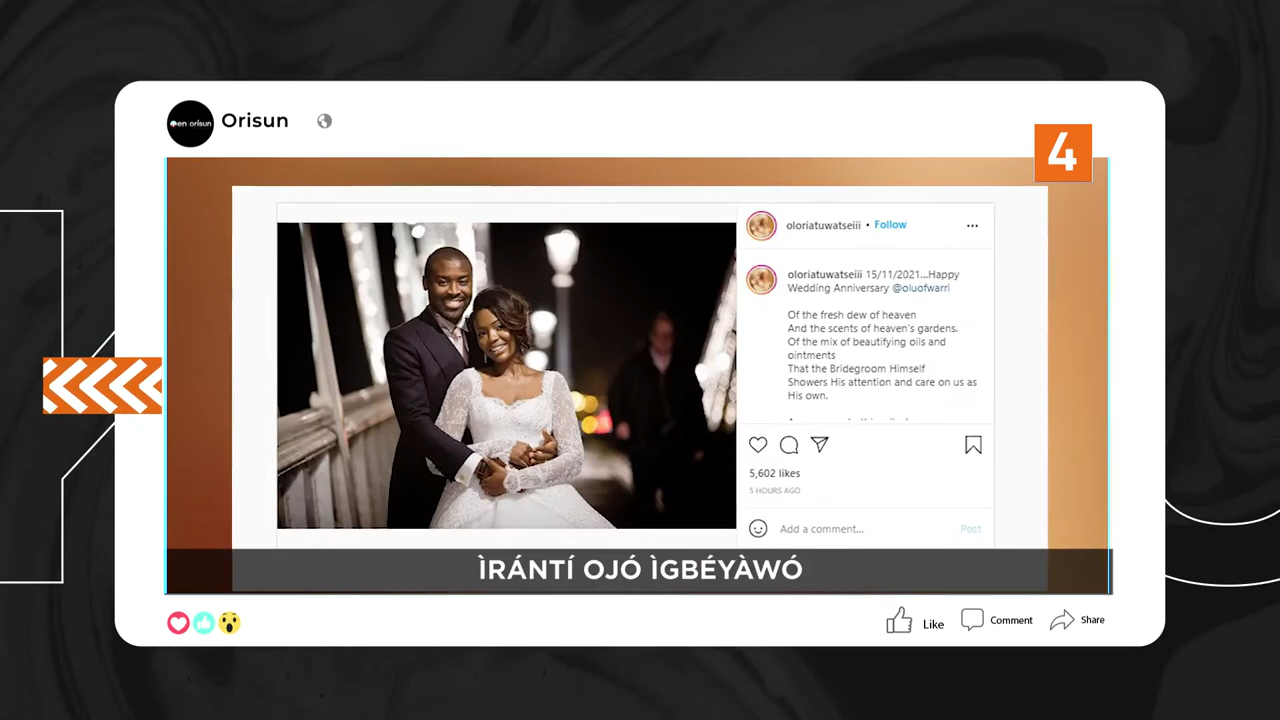 en orísun
Orisun
4
oloriatuwatseiii • Follow
oloriatuwatseiii 15/11/2021...Happy
Wedding Anniversary @oluofwarri
Of the fresh dew of heaven
And the scents of heaven's gardens.
Of the mix of beautifying oils and
ointments
That the Bridegroom Himself
Showers His attention and care on us as
His own.
5,602 likes
5 HOURS AGO
Add a comment... Post
ÌRÁNTÍ OJÓ ÌGBÉYÀWÓ
Like Comment Share